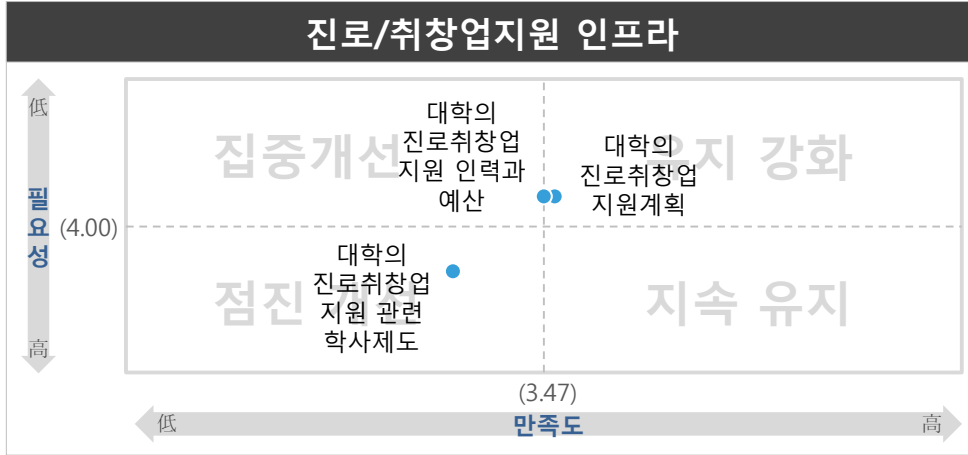 진로/취창업지원 인프라
低
필
요
성
高
(4.00)
집중개선
유지 강화
점진 개선
지속 유지
대학의
진로취창업
지원 인력과
예산
대학의
진로취창업
지원계획
대학의
진로취창업
지원 관련
학사제도
(3.47)
低
만족도
高